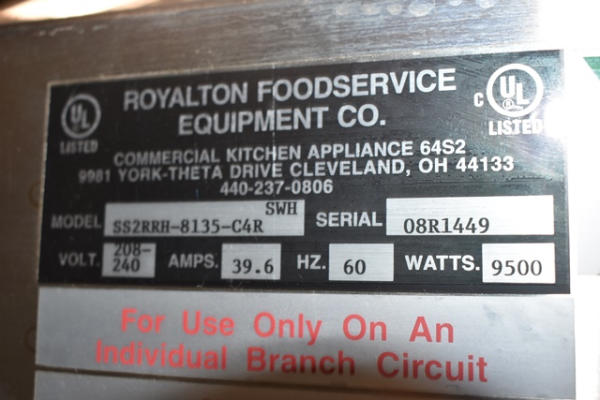 UL
LISTED
ROYALTON FOODSERVICE
EQUIPMENT CO.
C UL
LISTED
COMMERCIAL KITCHEN APPLIANCE 64S2
9981 YORK-THETA DRIVE CLEVELAND, OH 44133
440-237-0806
MODEL SS2RRH-8135-C4R SWH SERIAL 08R1449
VOLT. 208-240 AMPS. 39.6 HZ. 60 WATTS. 9500
For Use Only On An
Individual Branch Circuit